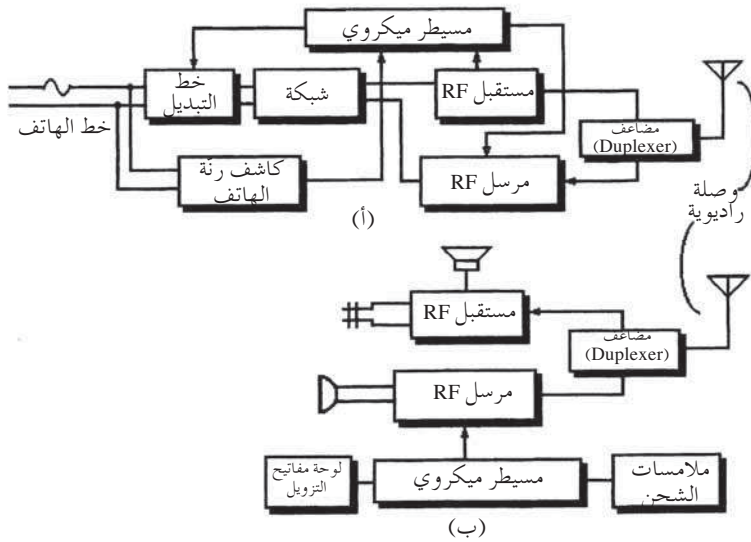 مسيطر ميكروي
خط
التبديل
شبكة
مستقبل RF
مضاعف
(Duplexer)
خط الهاتف
كاشف رنّة
الهاتف
مرسل RF
وصلة
راديوية
(أ)
مستقبل RF
مضاعف
(Duplexer)
مرسل RF
لوحة مفاتيح
التزويل
مسيطر ميكروي
ملامسات
الشحن
(ب)